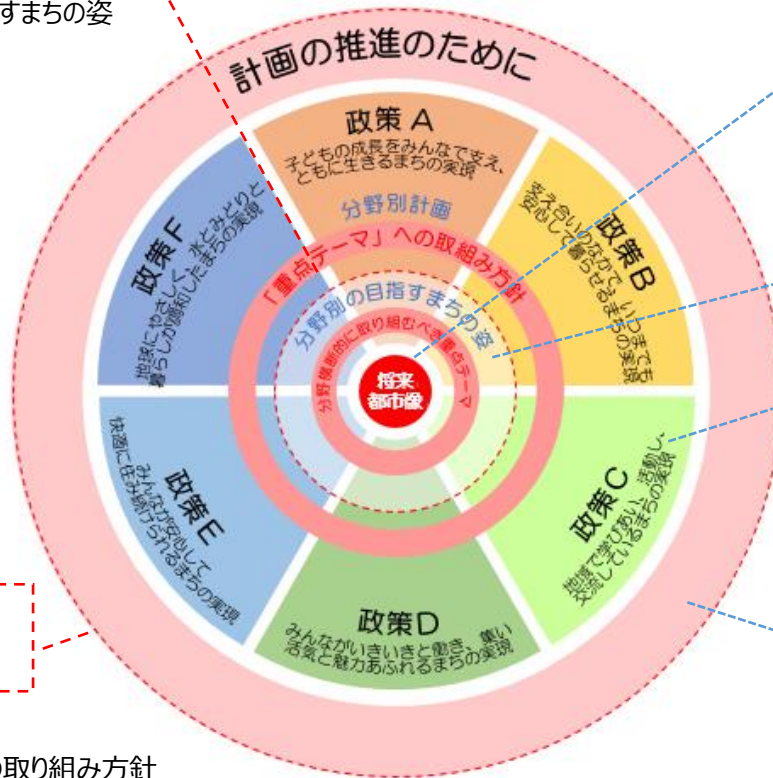 すまちの姿
計画の推進のために
政策 A
子どもの成長をみんなで支え、
ともに生きるまちの実現
分野別計画
「重点テーマ」への取組み方針
分野別の目指すまちの姿
分野横断的に取り組むべき重点テーマ
将来
都市像
政策B
支え合いのなかで、いつまでも
安心して暮らせるまちの実現
政策C
地域で学びあい、活動し、
交流しているまちの実現
政策D
みんながいきいきと働き、集い
活気と魅力あふれるまちの実現
政策E
みんなが安心して
快適に住み続けられるまちの実現
政策F
地球にやさしく、水とみどりと
暮らしが調和したまちの実現
の取り組み方針